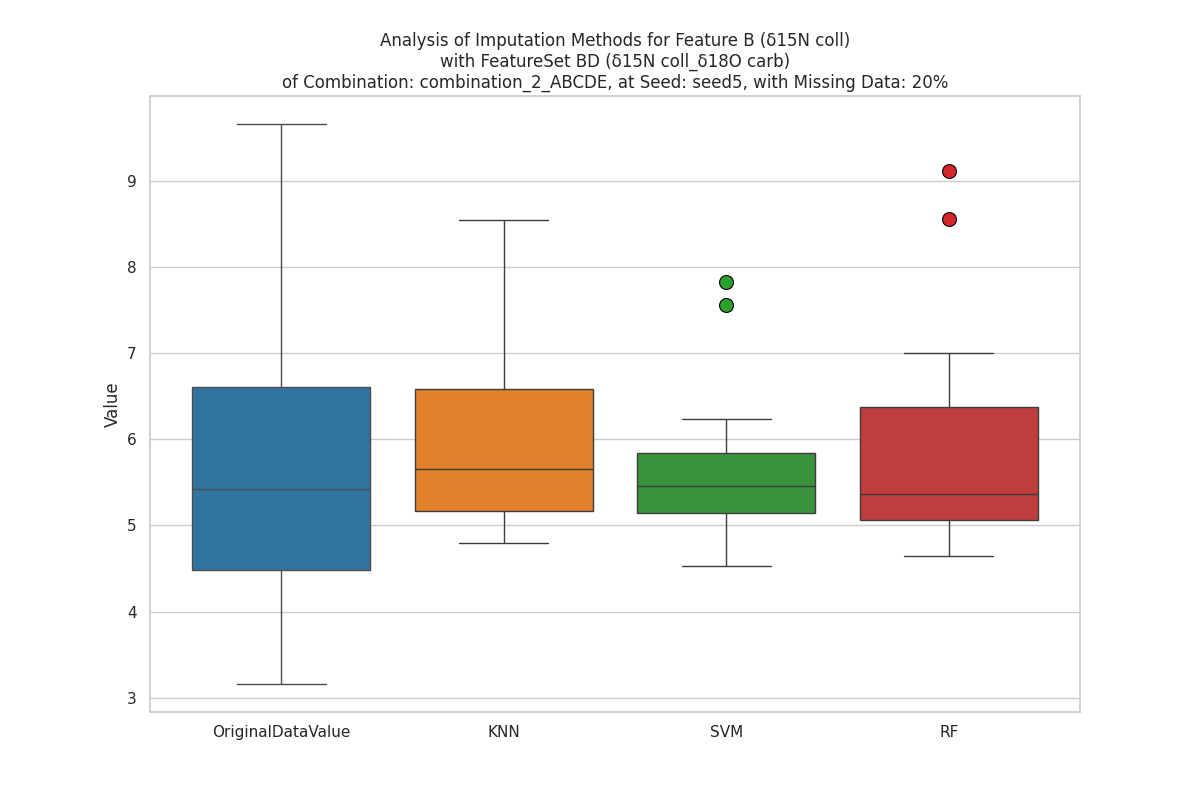 Analysis of Imputation Methods for Feature B (δ15N coll)
with FeatureSet BD (δ15N coll_δ18O carb)
of Combination: combination_2_ABCDE, at Seed: seed5, with Missing Data: 20%
Value
9
8
7
6
5
4
3
OriginalDataValue KNN SVM RF